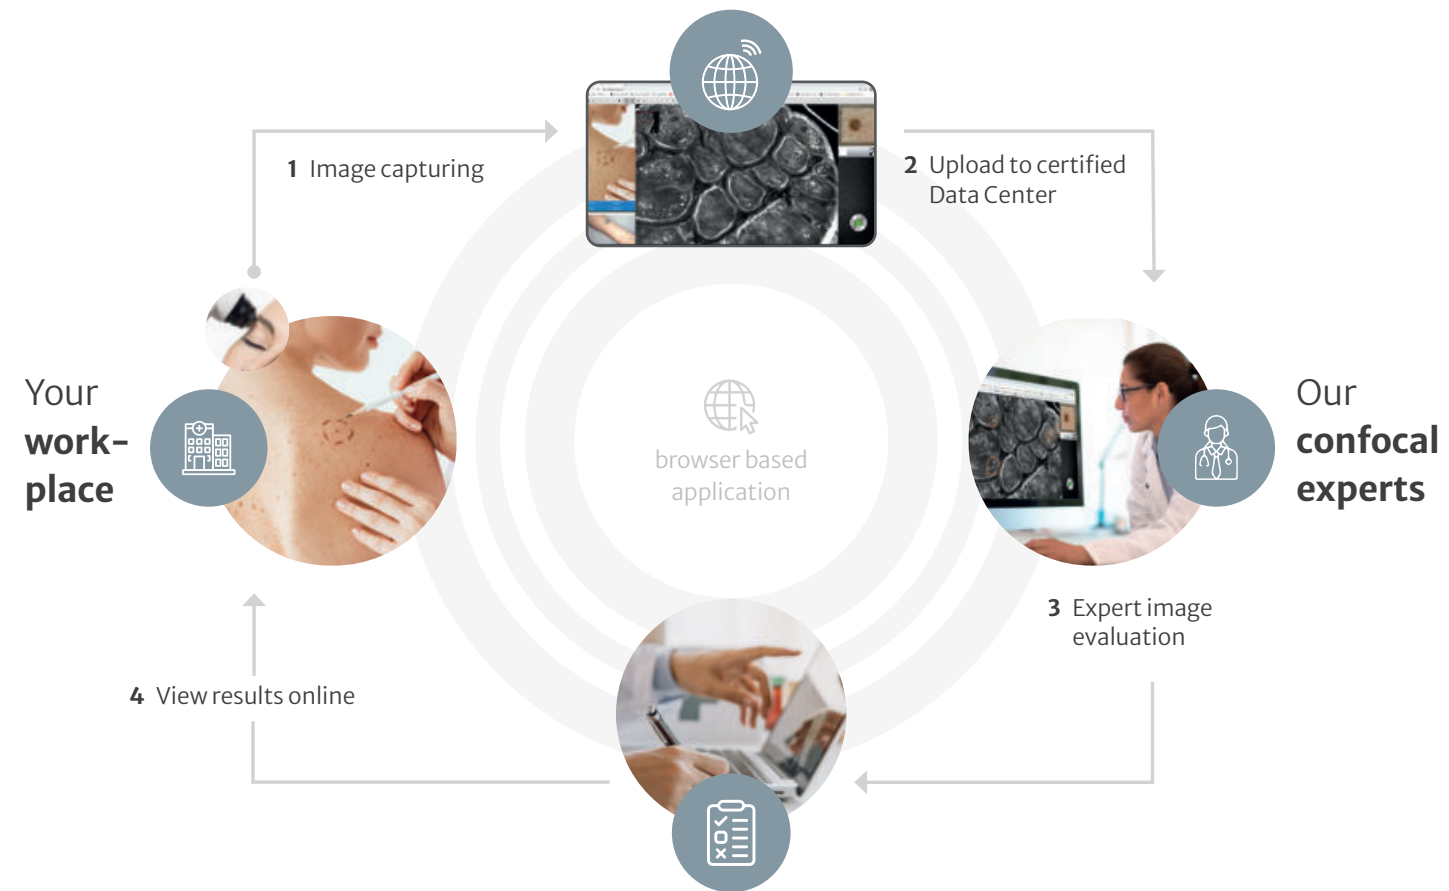 1 Image capturing
2 Upload to certified
Data Center
Your
work-
place
browser based
application
Our
confocal
experts
3 Expert image
evaluation
4 View results online